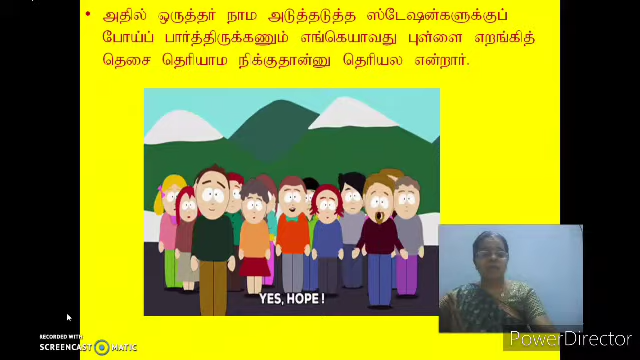 அதில் ஒருத்தர் நாம அடுத்தடுத்த ஸ்டேஷன்களுக்குப்
போய்ப் பார்த்திருக்கணும் எங்கெயாவது புள்ளை எறங்கித்
தெசை தெரியாம நிக்குதான்னு தெரியல என்றார்.
YES, HOPE !
RECORDED WITH
SCREENCAST MATIC
PowerDirector